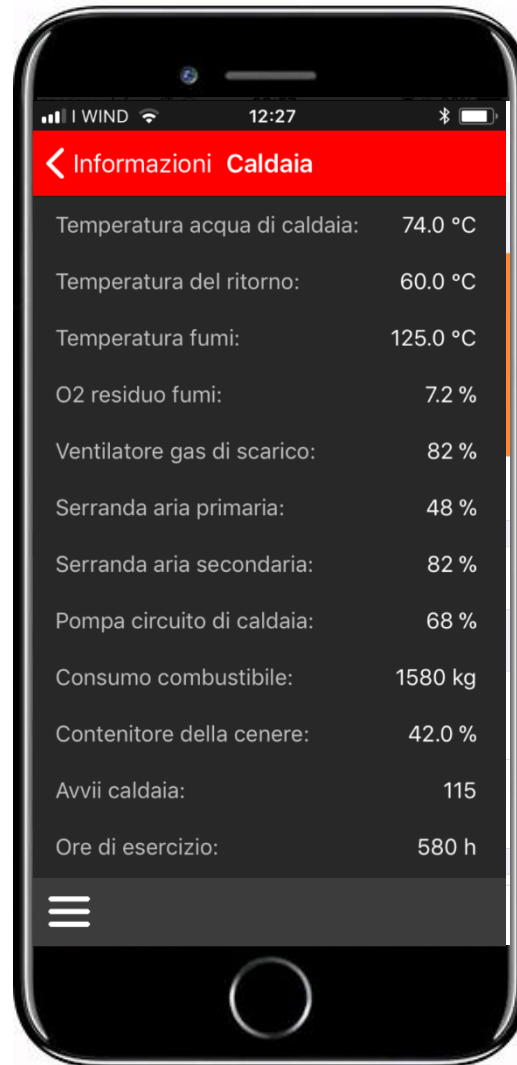 I WIND 12:27
Informazioni Caldaia
Temperatura acqua di caldaia: 74.0 °C
Temperatura del ritorno: 60.0 °C
Temperatura fumi: 125.0 °C
O2 residuo fumi: 7.2 %
Ventilatore gas di scarico: 82 %
Serranda aria primaria: 48 %
Serranda aria secondaria: 82 %
Pompa circuito di caldaia: 68 %
Consumo combustibile: 1580 kg
Contenitore della cenere: 42.0 %
Avvii caldaia: 115
Ore di esercizio: 580 h